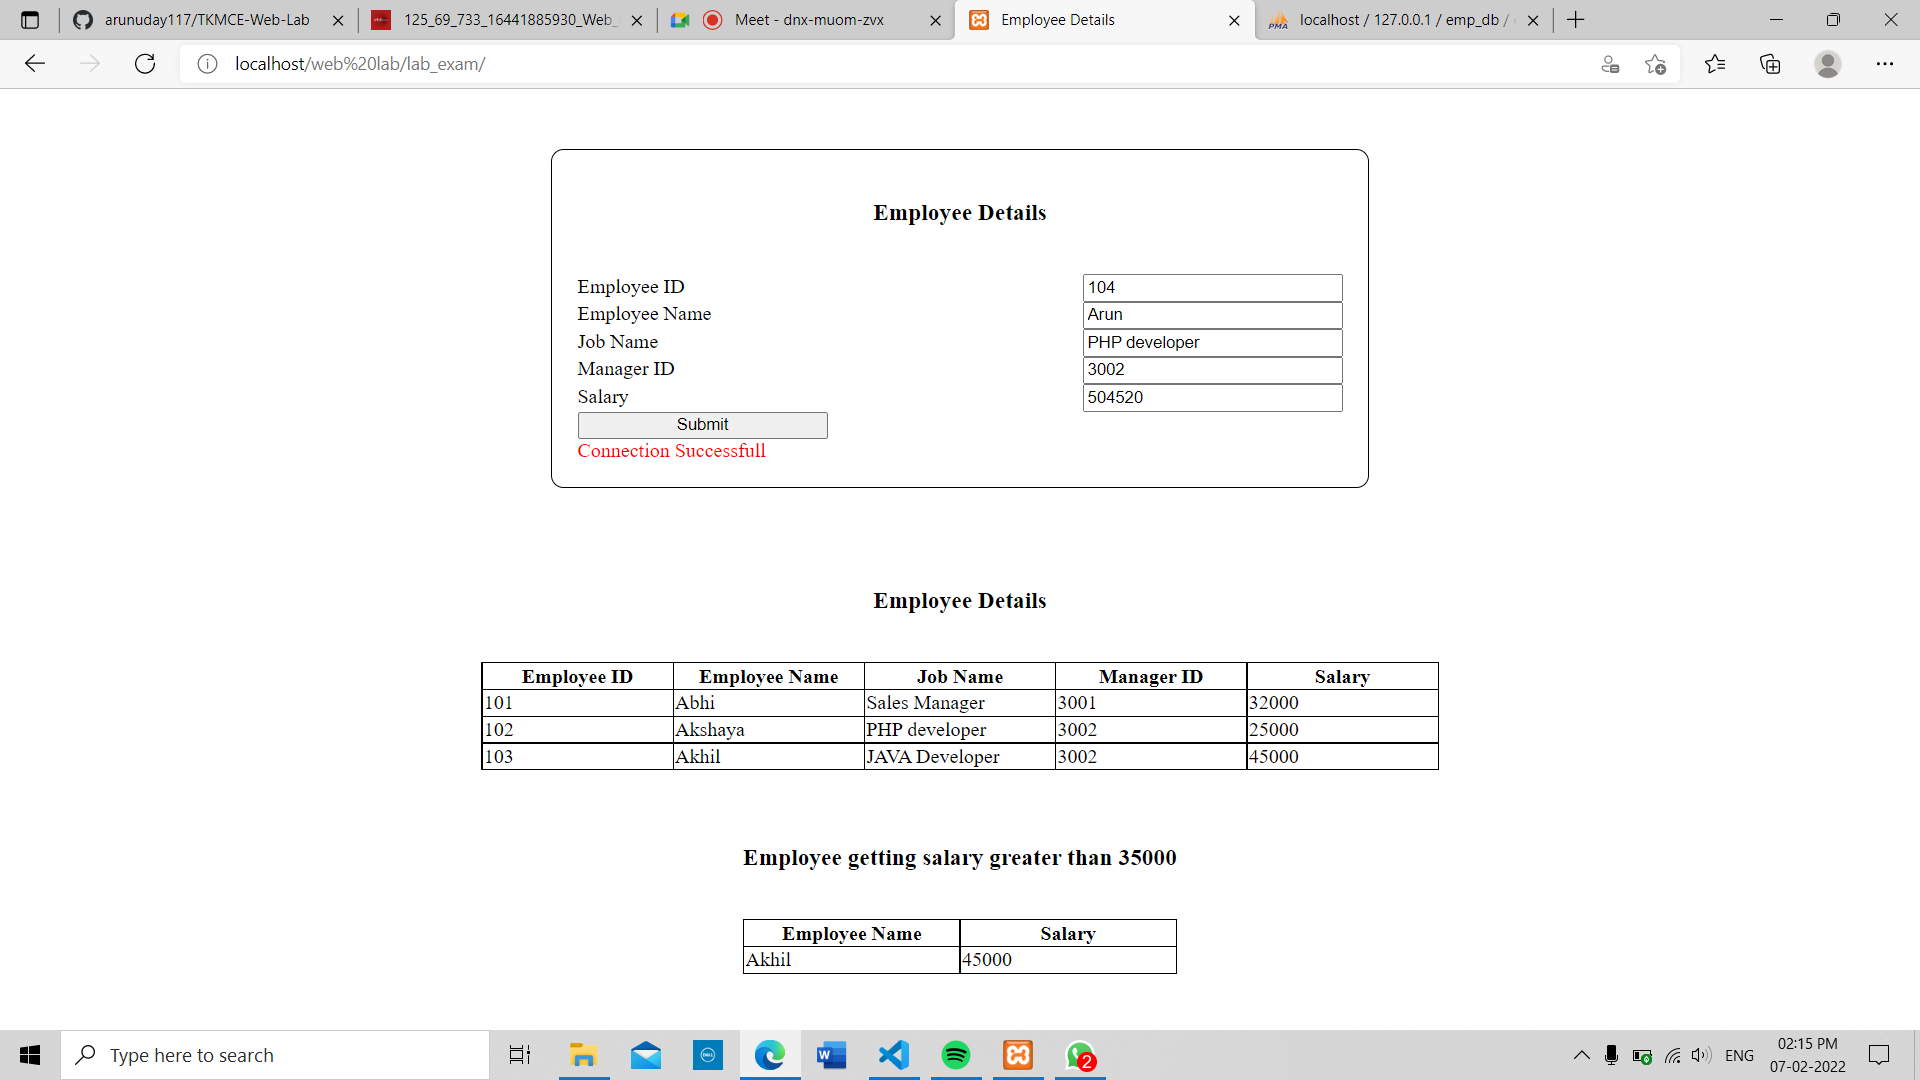 arunuday117/TKMCE-Web-Lab
125_69_733_16441885930_Web_
Meet - dnx-muom-zvx
Employee Details
localhost / 127.0.0.1 / emp_db /
localhost/web%20lab/lab_exam/
Employee Details
Employee ID 104
Employee Name Arun
Job Name PHP developer
Manager ID 3002
Salary 504520
Submit
Connection Successfull
Employee Details
Employee ID Employee Name Job Name Manager ID Salary
101 Abhi Sales Manager 3001 32000
102 Akshaya PHP developer 3002 25000
103 Akhil JAVA Developer 3002 45000
Employee getting salary greater than 35000
Employee Name Salary
Akhil 45000
Type here to search
2
ENG
02:15 PM
07-02-2022